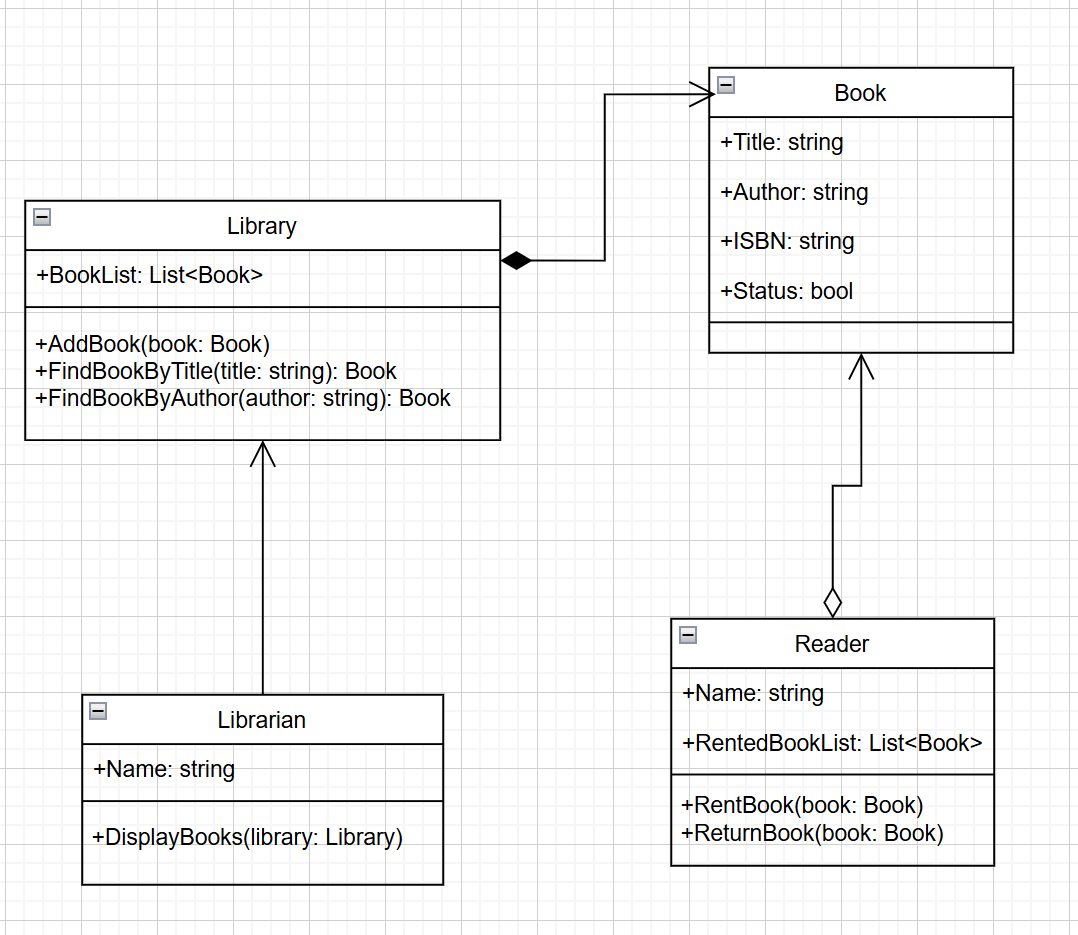 Book
+Title: string
+Author: string
+ISBN: string
+Status: bool
Library
+BookList: List<Book>
+AddBook(book: Book)
+FindBookByTitle(title: string): Book
+FindBookByAuthor(author: string): Book
Librarian
+Name: string
+DisplayBooks(library: Library)
Reader
+Name: string
+RentedBookList: List<Book>
+RentBook(book: Book)
+ReturnBook(book: Book)